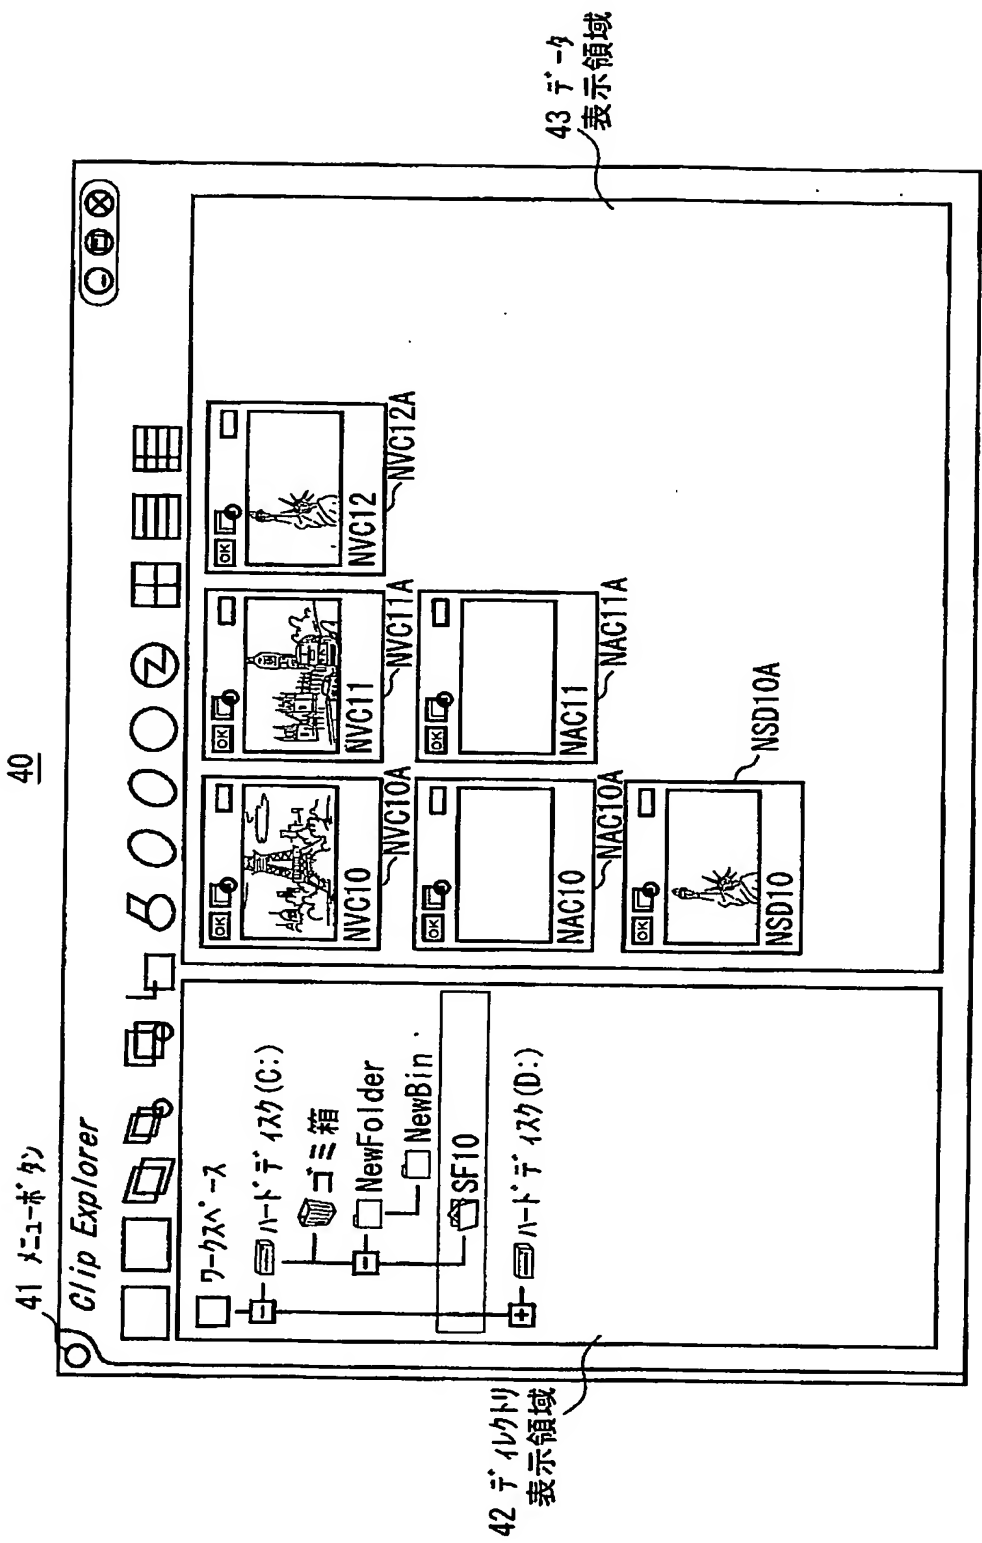 40
41 メニューボタン
Clip Explorer
ワークスペース
ハードディスク(C:)
ゴミ箱
NewFolder
NewBin
SF10
ハードディスク(D:)
42 ディレクトリ
表示領域
43 データ
表示領域
OK
NVC10
NVC10A
OK
NVC11
NVC11A
OK
NVC12
NVC12A
OK
NAC10
NAC10A
OK
NAC11
NAC11A
OK
NSD10
NSD10A